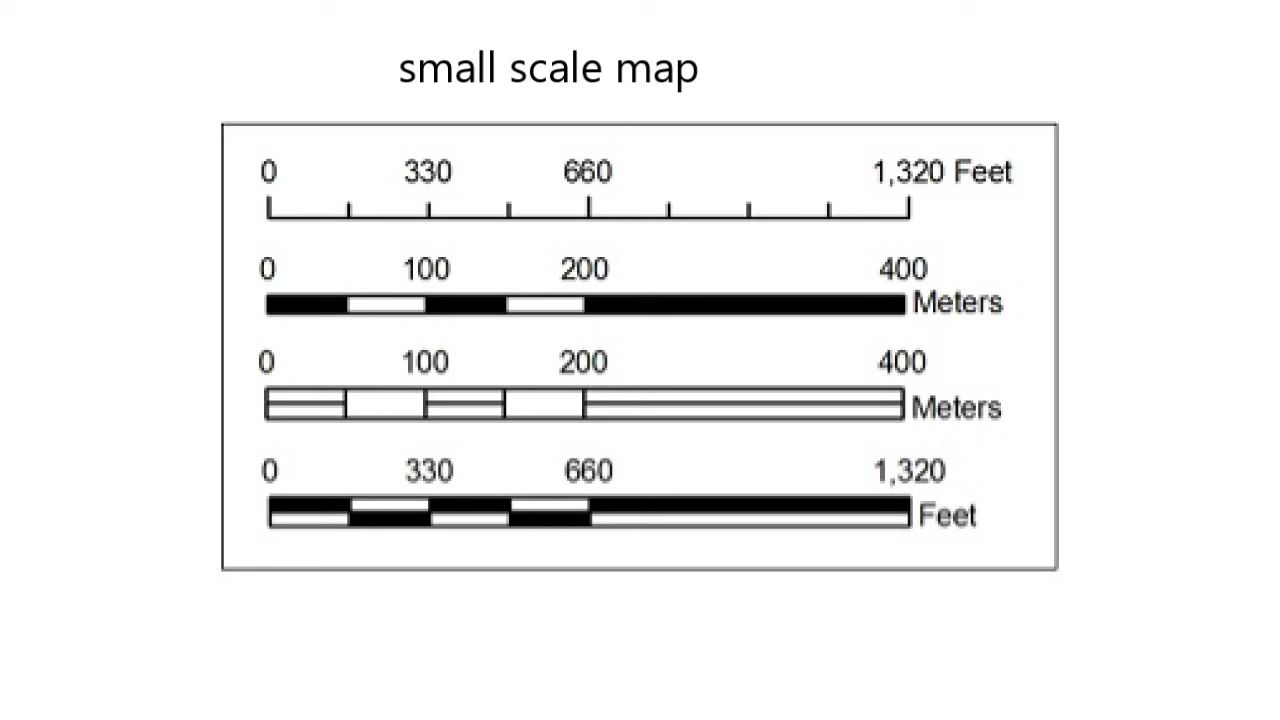 small scale map
0 330 660 1,320 Feet
0 100 200 400
Meters
0 100 200 400
Meters
0 330 660 1,320
Feet